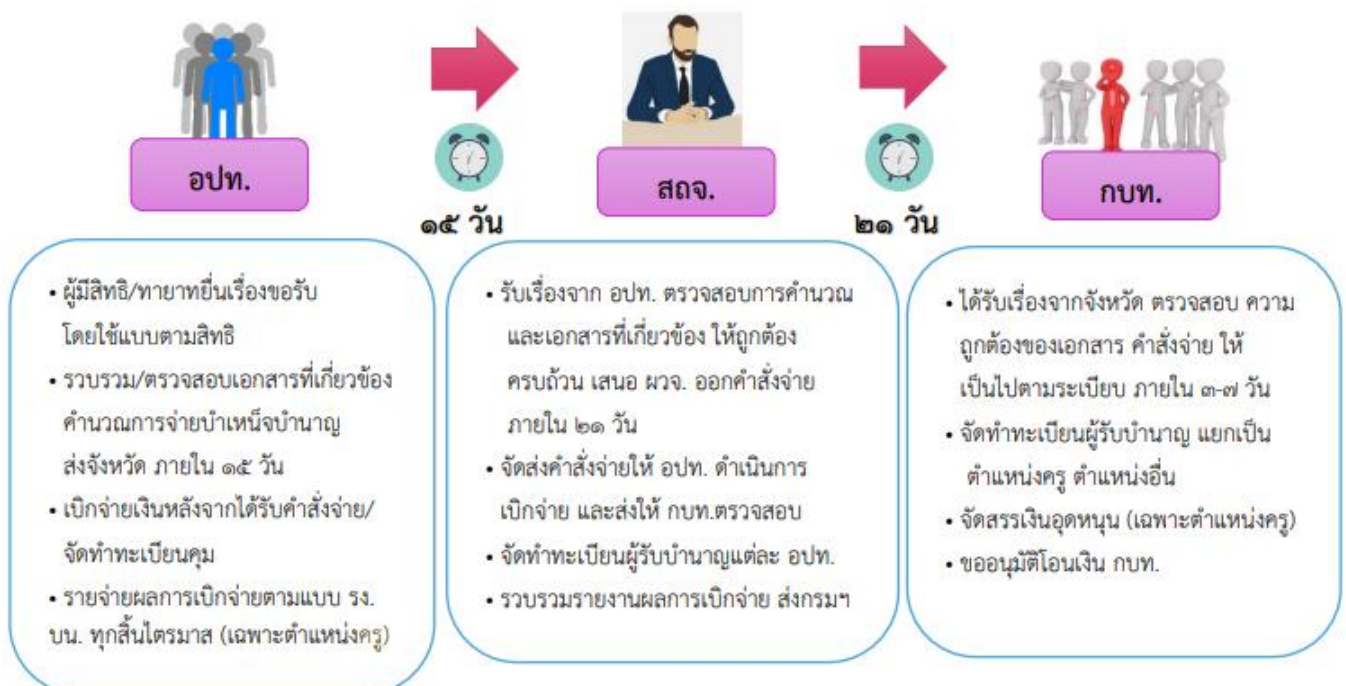 อปท.
๑๕ วัน
สถจ.
๒๑ วัน
กบท.
• ผู้มีสิทธิ/ทายาทยื่นเรื่องขอรับ
โดยใช้แบบตามสิทธิ
• รวบรวม/ตรวจสอบเอกสารที่เกี่ยวข้อง
คำนวณการจ่ายบำเหน็จบำนาญ
ส่งจังหวัด ภายใน ๑๕ วัน
• เบิกจ่ายเงินหลังจากได้รับคำสั่งจ่าย/
จัดทำทะเบียนคุม
• รายจ่ายผลการเบิกจ่ายตามแบบ รง.
บน. ทุกสิ้นไตรมาส (เฉพาะตำแหน่งครู)
• รับเรื่องจาก อปท. ตรวจสอบการคำนวณ
และเอกสารที่เกี่ยวข้อง ให้ถูกต้อง
ครบถ้วน เสนอ ผวจ. ออกคำสั่งจ่าย
ภายใน ๒๑ วัน
• จัดส่งคำสั่งจ่ายให้ อปท. ดำเนินการ
เบิกจ่าย และส่งให้ กบท.ตรวจสอบ
• จัดทำทะเบียนผู้รับบำนาญแต่ละ อปท.
• รวบรวมรายงานผลการเบิกจ่าย ส่งกรมฯ
• ได้รับเรื่องจากจังหวัด ตรวจสอบ ความ
ถูกต้องของเอกสาร คำสั่งจ่าย ให้
เป็นไปตามระเบียบ ภายใน ๓-๗ วัน
• จัดทำทะเบียนผู้รับบำนาญ แยกเป็น
ตำแหน่งครู ตำแหน่งอื่น
• จัดสรรเงินอุดหนุน (เฉพาะตำแหน่งครู)
• ขออนุมัติโอนเงิน กบท.